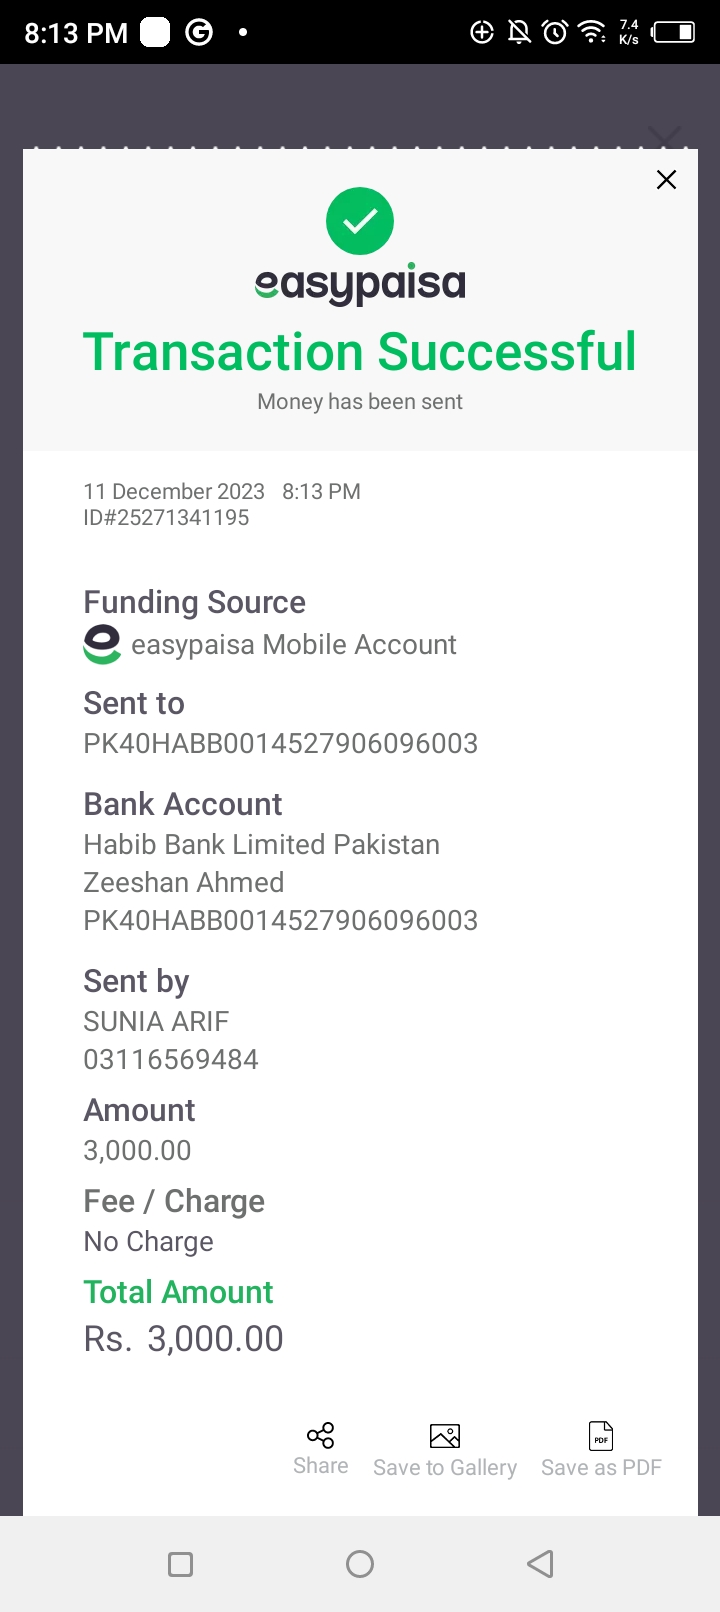 8:13 PM
7.4
K/s
easypaisa
Transaction Successful
Money has been sent
11 December 2023 8:13 PM
ID#25271341195
Funding Source
easypaisa Mobile Account
Sent to
PK40HABB0014527906096003
Bank Account
Habib Bank Limited Pakistan
Zeeshan Ahmed
PK40HABB0014527906096003
Sent by
SUNIA ARIF
03116569484
Amount
3,000.00
Fee / Charge
No Charge
Total Amount
Rs. 3,000.00
PDF
Share
Save to Gallery
Save as PDF